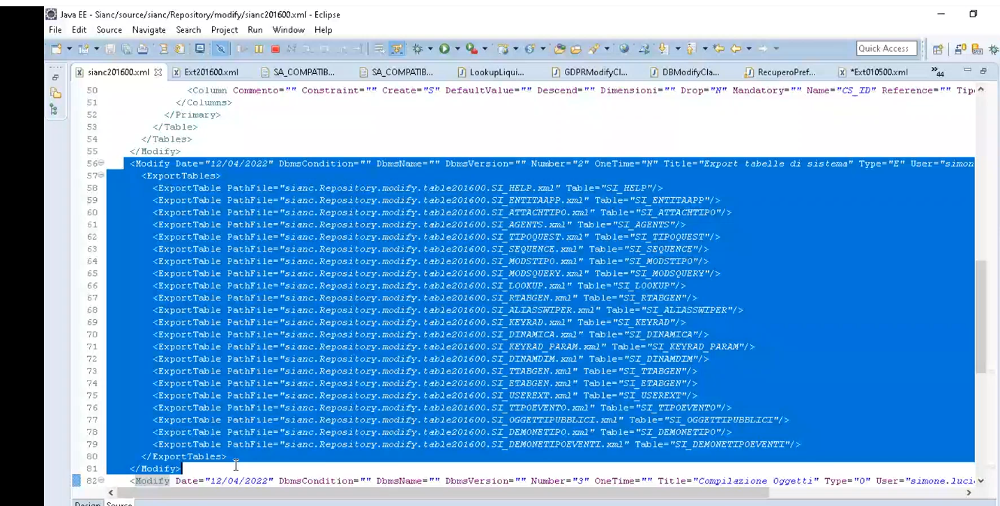 Java EE - Sianc/source/sianc/Repository/modify/sianc201600.xml - Eclipse
File Edit Source Navigate Search Project Run Window Help
Quick Access
sianc201600.xml Ext201600.xml SA_COMPATIB... SA_COMPATIB... LookupLiqui... GDPRModifyCl... DBModifyCla... RecuperoPref... *Ext010500.xml »44
50 <Column Commento="" Constraint="" Create="S" DefaultValue="" Descend="" Dimensioni="" Drop="N" Mandatory="" Name="CS_ID" Reference="" Tip
51 </Columns>
52 </Primary>
53 </Table>
54 </Tables>
55 </Modify>
56 <Modify Date="12/04/2022" DbmsCondition="" DbmsName="" DbmsVersion="" Number="2" OneTime="N" Title="Export tabelle di sistema" Type="E" User="simone
57 <ExportTables>
58 <ExportTable PathFile="sianc.Repository.modify.table201600.SI_HELP.xml" Table="SI_HELP"/>
59 <ExportTable PathFile="sianc.Repository.modify.table201600.SI_ENTITAAPP.xml" Table="SI_ENTITAAPP"/>
60 <ExportTable PathFile="sianc.Repository.modify.table201600.SI_ATTACHTIPO.xml" Table="SI_ATTACHTIPO"/>
61 <ExportTable PathFile="sianc.Repository.modify.table201600.SI_AGENTS.xml" Table="SI_AGENTS"/>
62 <ExportTable PathFile="sianc.Repository.modify.table201600.SI_TIPOQUEST.xml" Table="SI_TIPOQUEST"/>
63 <ExportTable PathFile="sianc.Repository.modify.table201600.SI_SEQUENCE.xml" Table="SI_SEQUENCE"/>
64 <ExportTable PathFile="sianc.Repository.modify.table201600.SI_MODSTIPO.xml" Table="SI_MODSTIPO"/>
65 <ExportTable PathFile="sianc.Repository.modify.table201600.SI_MODSQUERY.xml" Table="SI_MODSQUERY"/>
66 <ExportTable PathFile="sianc.Repository.modify.table201600.SI_LOOKUP.xml" Table="SI_LOOKUP"/>
67 <ExportTable PathFile="sianc.Repository.modify.table201600.SI_RTABGEN.xml" Table="SI_RTABGEN"/>
68 <ExportTable PathFile="sianc.Repository.modify.table201600.SI_ALIASSWIPER.xml" Table="SI_ALIASSWIPER"/>
69 <ExportTable PathFile="sianc.Repository.modify.table201600.SI_KEYRAD.xml" Table="SI_KEYRAD"/>
70 <ExportTable PathFile="sianc.Repository.modify.table201600.SI_DINAMICA.xml" Table="SI_DINAMICA"/>
71 <ExportTable PathFile="sianc.Repository.modify.table201600.SI_KEYRAD_PARAM.xml" Table="SI_KEYRAD_PARAM"/>
72 <ExportTable PathFile="sianc.Repository.modify.table201600.SI_DINAMDIM.xml" Table="SI_DINAMDIM"/>
73 <ExportTable PathFile="sianc.Repository.modify.table201600.SI_TTABGEN.xml" Table="SI_TTABGEN"/>
74 <ExportTable PathFile="sianc.Repository.modify.table201600.SI_ETABGEN.xml" Table="SI_ETABGEN"/>
75 <ExportTable PathFile="sianc.Repository.modify.table201600.SI_USEREXT.xml" Table="SI_USEREXT"/>
76 <ExportTable PathFile="sianc.Repository.modify.table201600.SI_TIPOEVENTO.xml" Table="SI_TIPOEVENTO"/>
77 <ExportTable PathFile="sianc.Repository.modify.table201600.SI_OGGETTIPUBBLICI.xml" Table="SI_OGGETTIPUBBLICI"/>
78 <ExportTable PathFile="sianc.Repository.modify.table201600.SI_DEMONETIPO.xml" Table="SI_DEMONETIPO"/>
79 <ExportTable PathFile="sianc.Repository.modify.table201600.SI_DEMONETIPOEVENTI.xml" Table="SI_DEMONETIPOEVENTI"/>
80 </ExportTables>
81 </Modify>
82 <Modify Date="12/04/2022" DbmsCondition="" DbmsName="" DbmsVersion="" Number="3" OneTime="" Title="Compilazione Oggetti" Type="O" User="simone.luci
Design Source